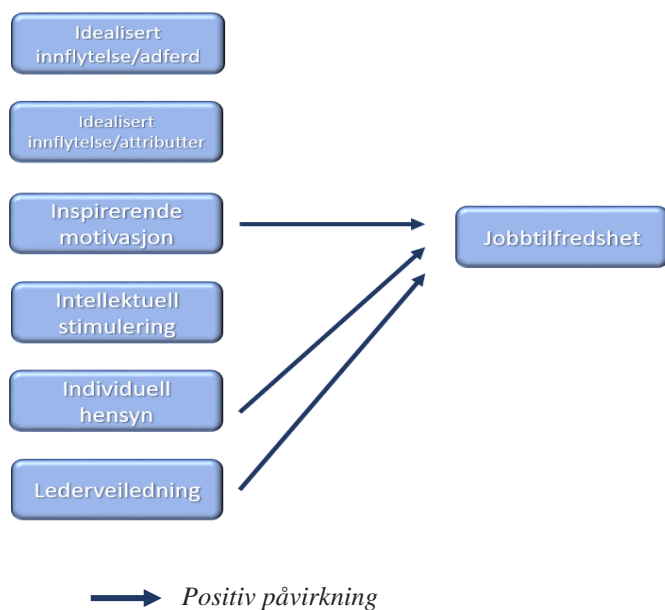 Idealisert
innflytelse/adferd
Idealisert
innflytelse/attributter
Inspirerende
motivasjon
Jobbtilfredshet
Intellektuell
stimulering
Individuell
hensyn
Lederveiledning
Positiv påvirkning